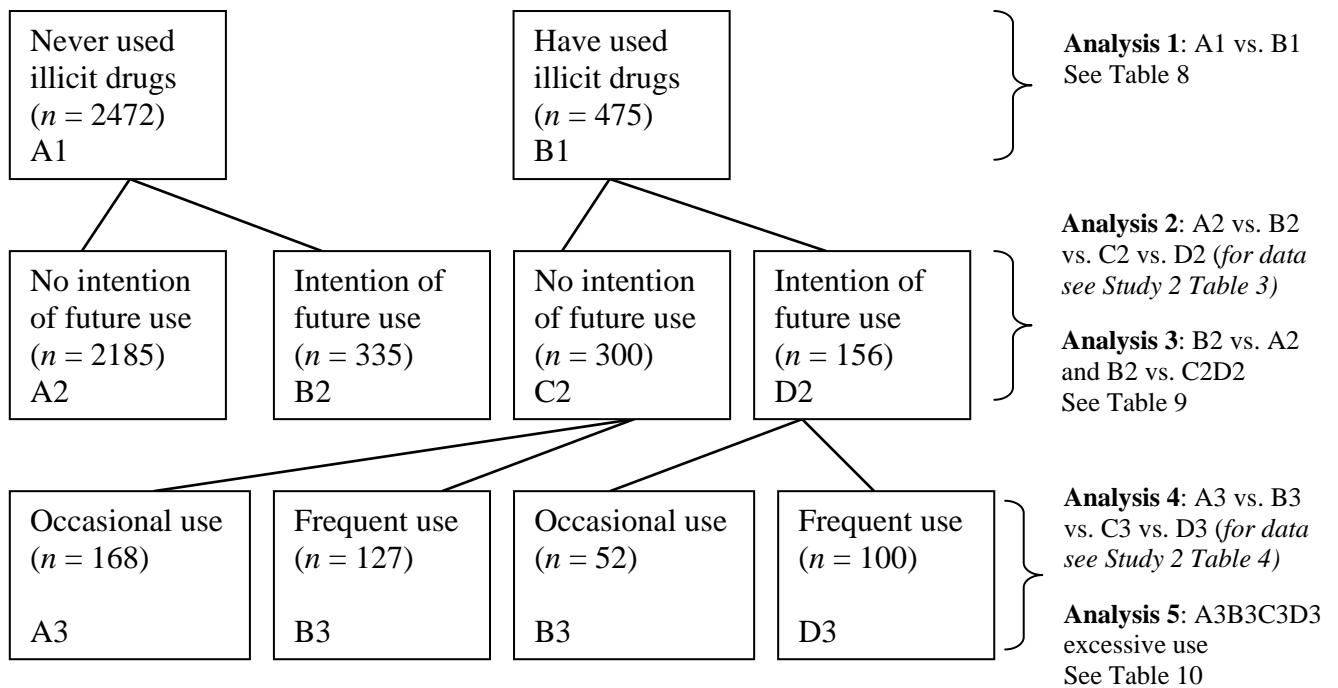 Never used
illicit drugs
(n = 2472)
A1
Have used
illicit drugs
(n = 475)
B1
Analysis 1: A1 vs. B1
See Table 8
No intention
of future use
(n = 2185)
A2
Intention of
future use
(n = 335)
B2
No intention
of future use
(n = 300)
C2
Intention of
future use
(n = 156)
D2
Analysis 2: A2 vs. B2
vs. C2 vs. D2 (for data
see Study 2 Table 3)
Analysis 3: B2 vs. A2
and B2 vs. C2D2
See Table 9
Occasional use
(n = 168)
A3
Frequent use
(n = 127)
B3
Occasional use
(n = 52)
B3
Frequent use
(n = 100)
D3
Analysis 4: A3 vs. B3
vs. C3 vs. D3 (for data
see Study 2 Table 4)
Analysis 5: A3B3C3D3
excessive use
See Table 10